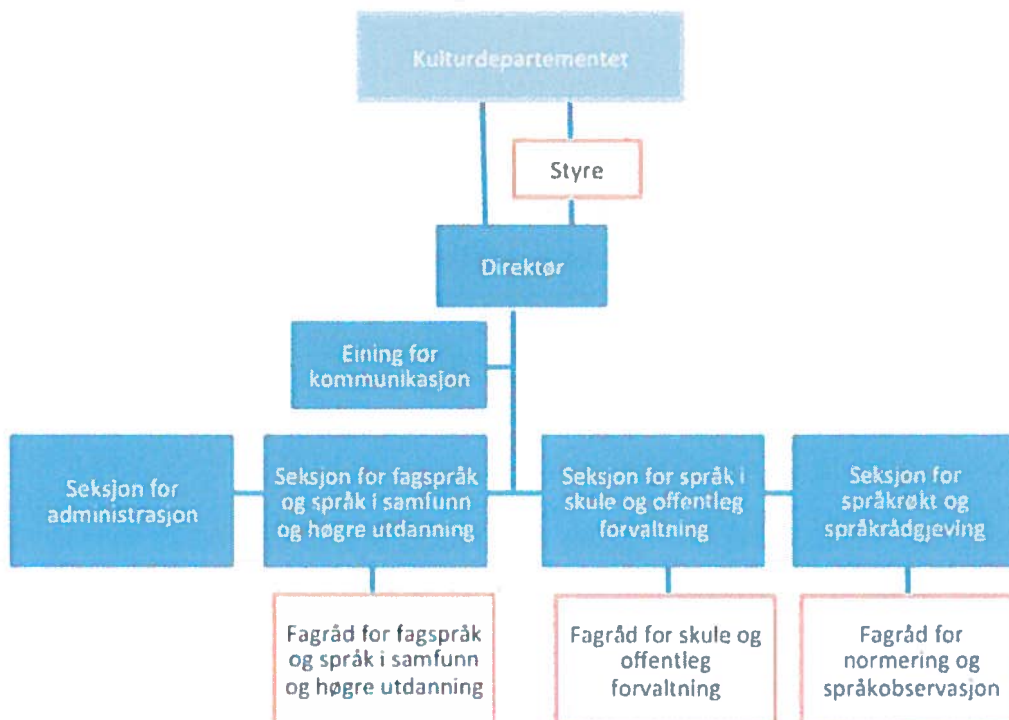 Kulturdepartementet
Styre
Direktør
Eining for
kommunikasjon
Seksjon for
administrasjon
Seksjon for fagspråk
og språk i samfunn
og høgre utdanning
Seksjon for språk i
skule og offentleg
forvaltning
Seksjon for
språkrøkt og
språkrådgjeving
Fagråd for fagspråk
og språk i samfunn
og høgre utdanning
Fagråd for skule og
offentleg
forvaltning
Fagråd for
normering og
språkobservasjon